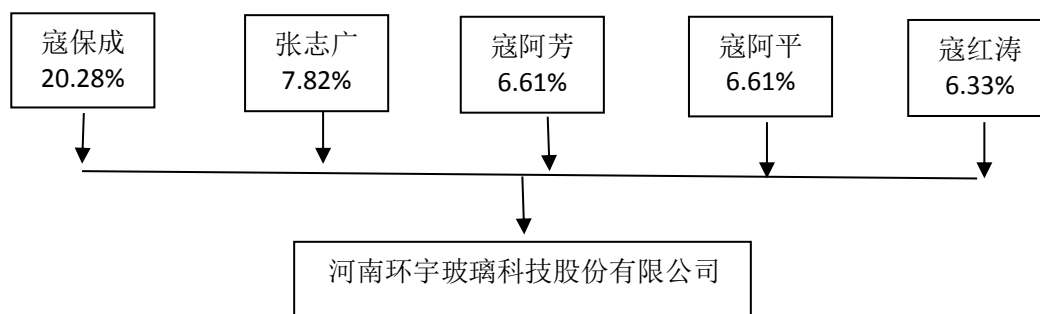 寇保成
20.28%
张志广
7.82%
寇阿芳
6.61%
寇阿平
6.61%
寇红涛
6.33%
河南环宇玻璃科技股份有限公司